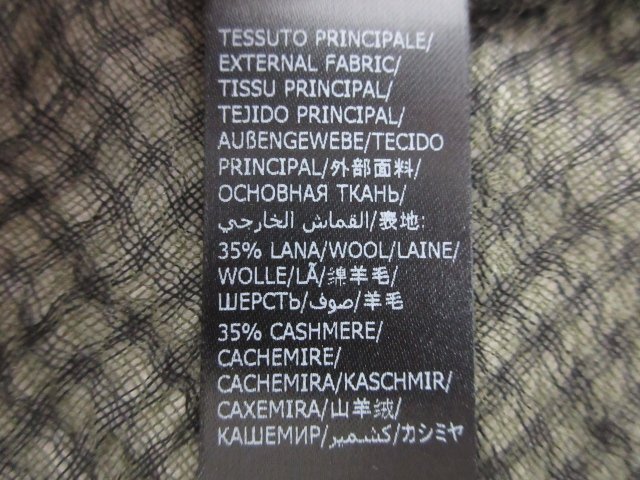 TESSUTO PRINCIPALE/
EXTERNAL FABRIC/
TISSU PRINCIPAL/
TEJIDO PRINCIPAL/
AUßENGEWEBE/TECIDO
PRINCIPAL/外部面料/
ОСНОВНАЯ ТКАНЬ/
القماش الخارجي/表地:
35% LANA/WOOL/LAINE/
WOLLE/LÃ/绵羊毛/
ШЕРСТЬ/صوف/羊毛
35% CASHMERE/
CACHEMIRE/
CACHEMIRA/KASCHMIR/
CAXEMIRA/山羊绒/
КАШЕМИР/كشمير/カシミヤ